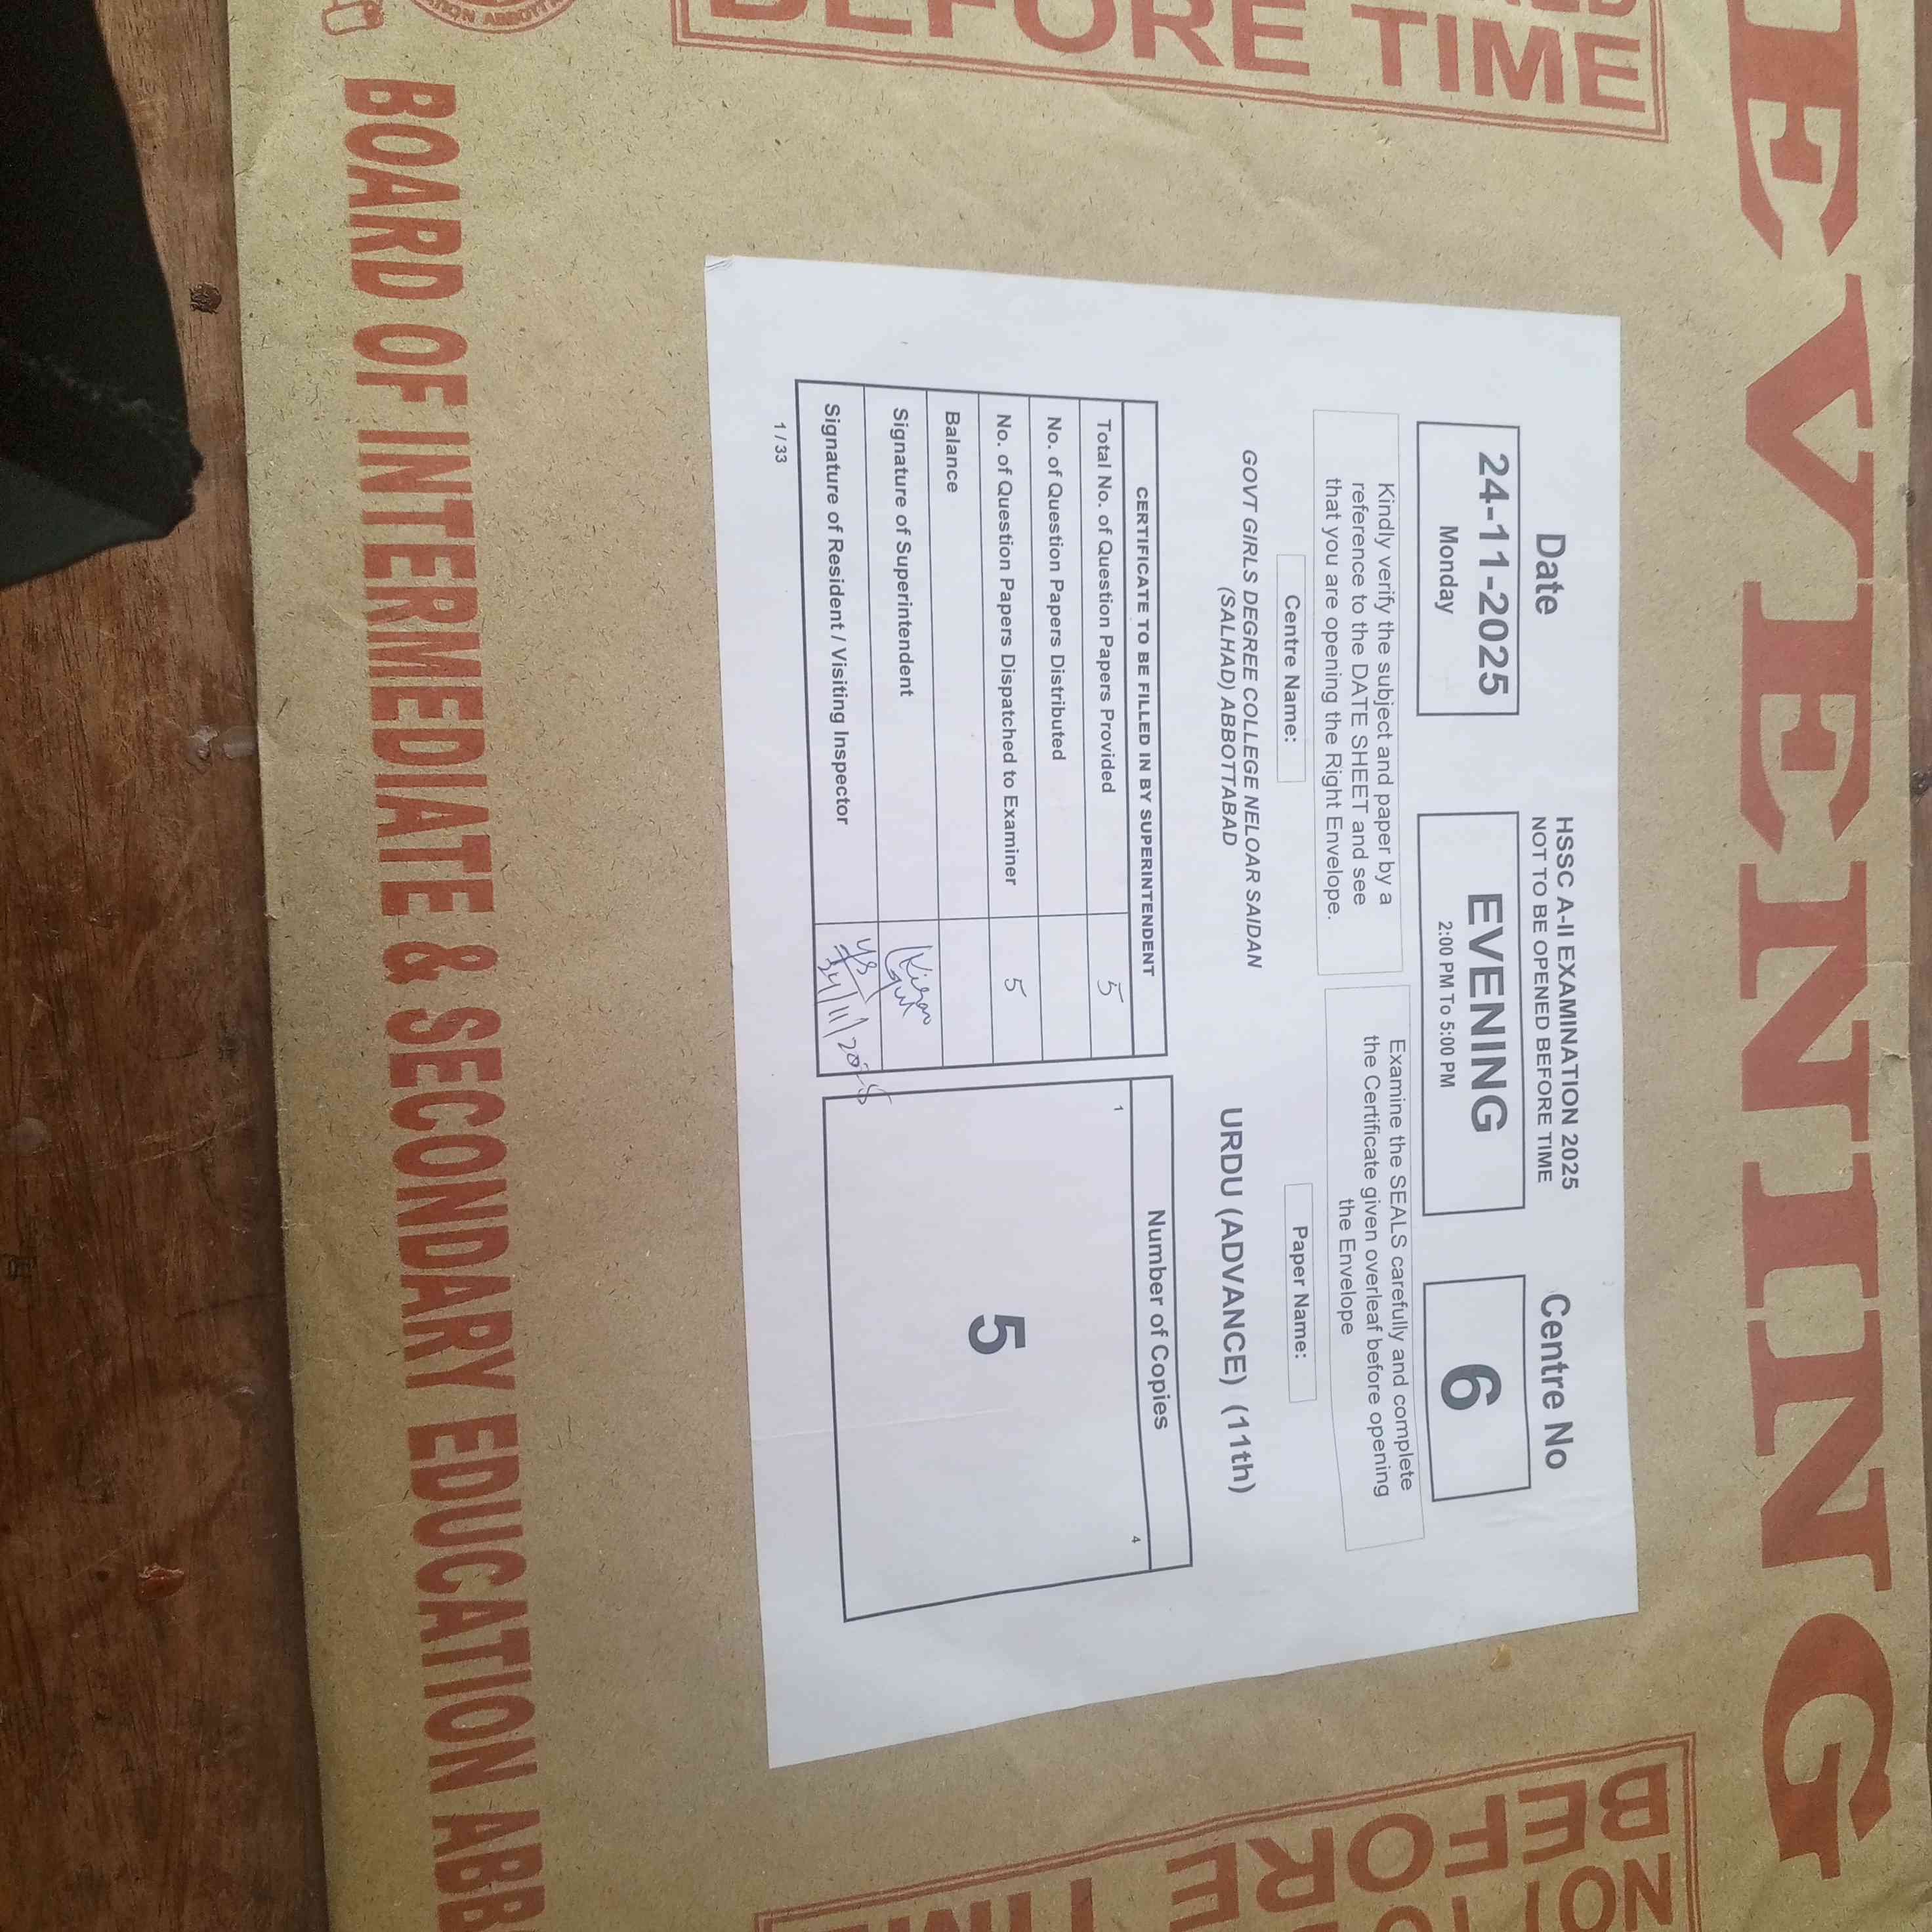 EVENING
BEFORE TIME
Date
24-11-2025
Monday
HSSC A-II EXAMINATION 2025
NOT TO BE OPENED BEFORE TIME
EVENING
2:00 PM To 5:00 PM
Centre No
6
Kindly verify the subject and paper by a
reference to the DATE SHEET and see
that you are opening the Right Envelope.
Examine the SEALS carefully and complete
the Certificate given overleaf before opening
the Envelope
Centre Name:
GOVT GIRLS DEGREE COLLEGE NELOAR SAIDAN
(SALHAD) ABBOTTABAD
Paper Name:
URDU (ADVANCE) (11th)
CERTIFICATE TO BE FILLED IN BY SUPERINTENDENT
Total No. of Question Papers Provided 5
No. of Question Papers Distributed
No. of Question Papers Dispatched to Examiner 5
Balance
Signature of Superintendent
Signature of Resident / Visiting Inspector 24/11/2025
1 / 33
Number of Copies
1 4
5
NOT TO
BEFORE TIME
BOARD OF INTERMEDIATE & SECONDARY EDUCATION ABB